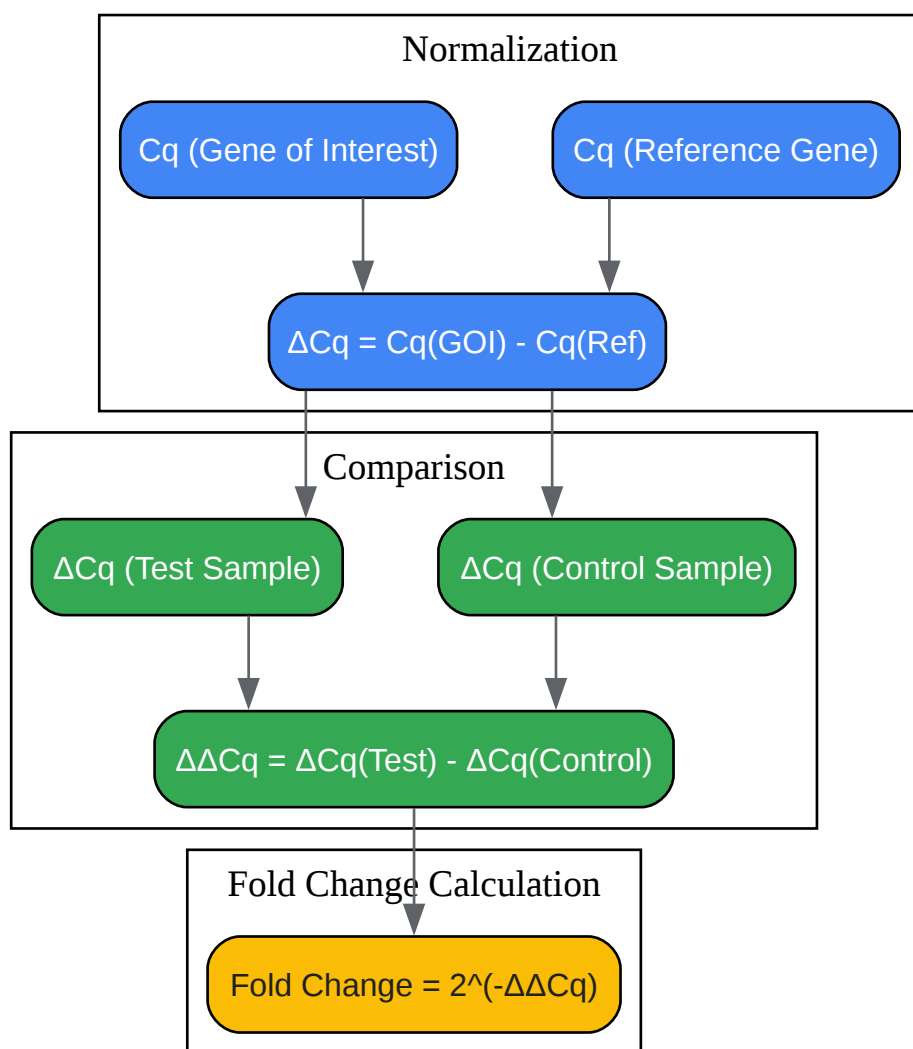 Normalization
Cq (Gene of Interest)
Cq (Reference Gene)
ΔCq = Cq(GOI) - Cq(Ref)
Comparison
ΔCq (Test Sample)
ΔCq (Control Sample)
ΔΔCq = ΔCq(Test) - ΔCq(Control)
Fold Change Calculation
Fold Change = 2^(-ΔΔCq)